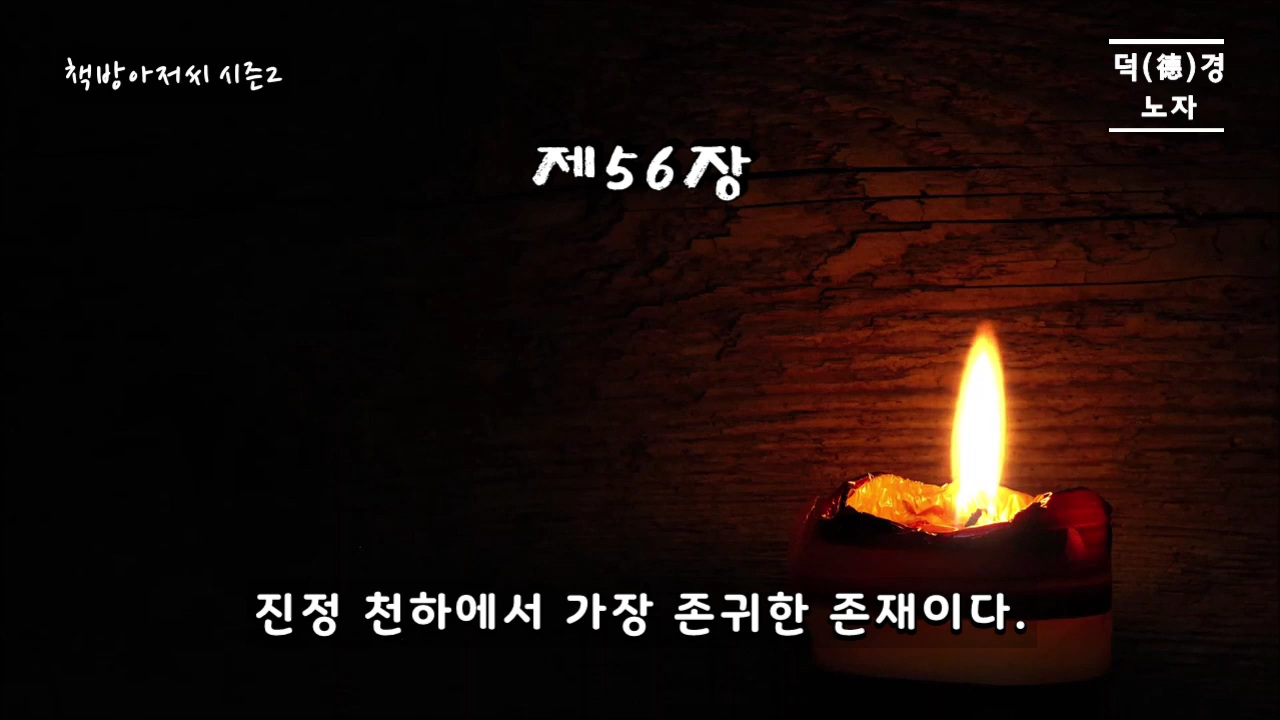 책방아저씨 시즌2
덕(德)경
노자
제56장
진정 천하에서 가장 존귀한 존재이다.